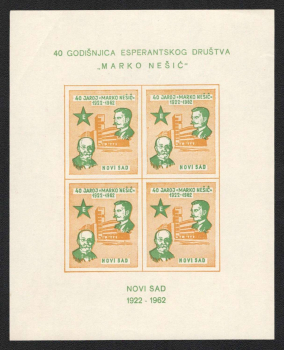 40 GODIŠNJICA ESPERANTSKOG DRUŠTVA
„MARKO NEŠIĆ"
40 JAROJ «MARKO NEŠIĆ»
1922-1962
NOVI SAD
40 JAROJ «MARKO NEŠIĆ»
1922-1962
NOVI SAD
40 JAROJ «MARKO NEŠIĆ»
1922-1962
NOVI SAD
40 JAROJ «MARKO NEŠIĆ»
1922-1962
NOVI SAD
NOVI SAD
1922 - 1962